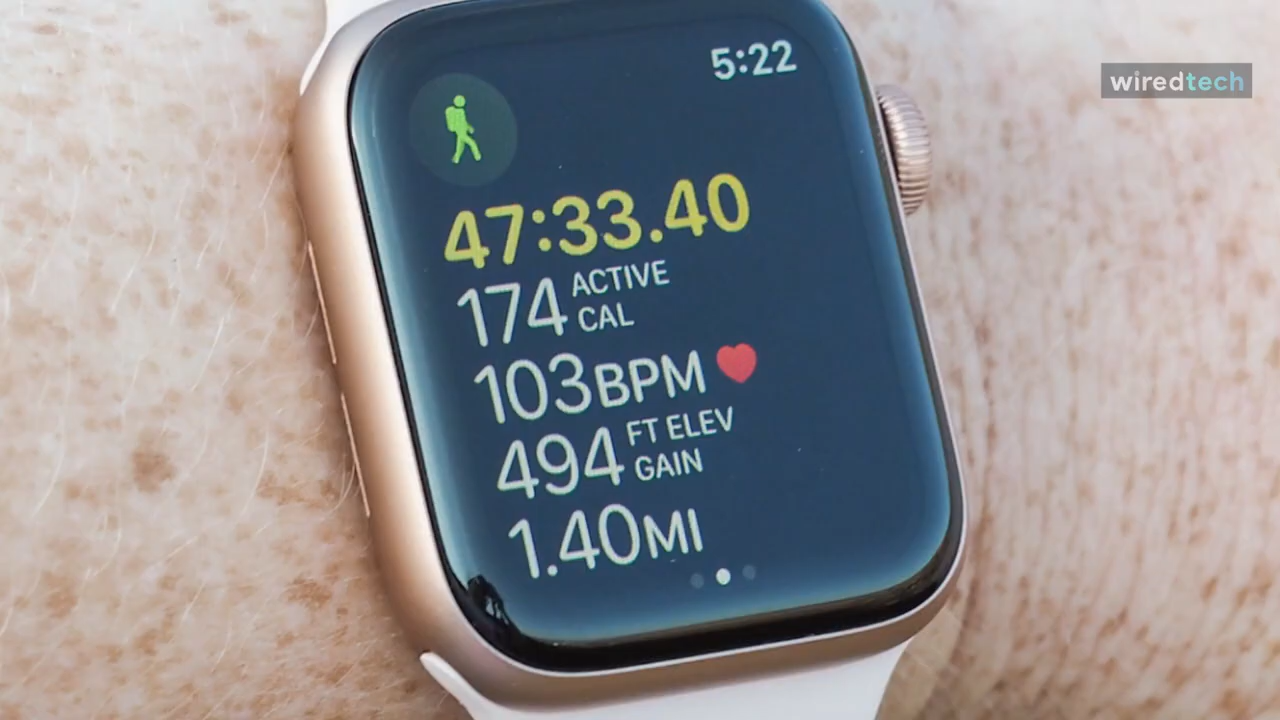 5:22
wiredtech
47:33.40
174 ACTIVE CAL
103BPM
494 FT ELEV GAIN
1.40MI